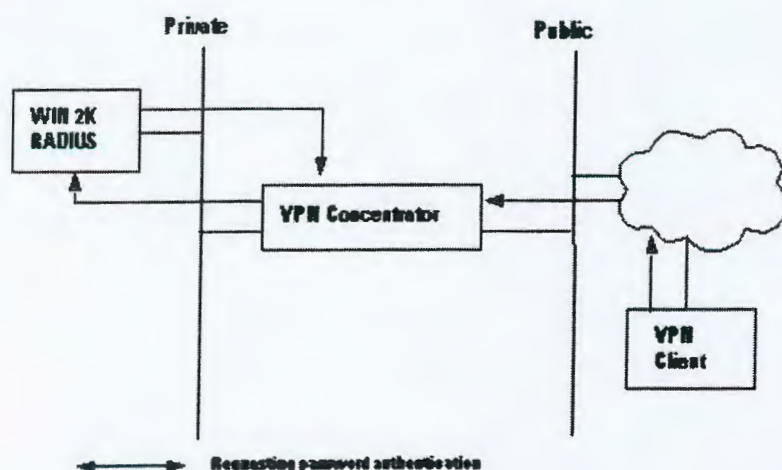 Private
Public
WIN 2K
RADIUS
VPN Concentrator
VPN
Client
Requesting password authentication